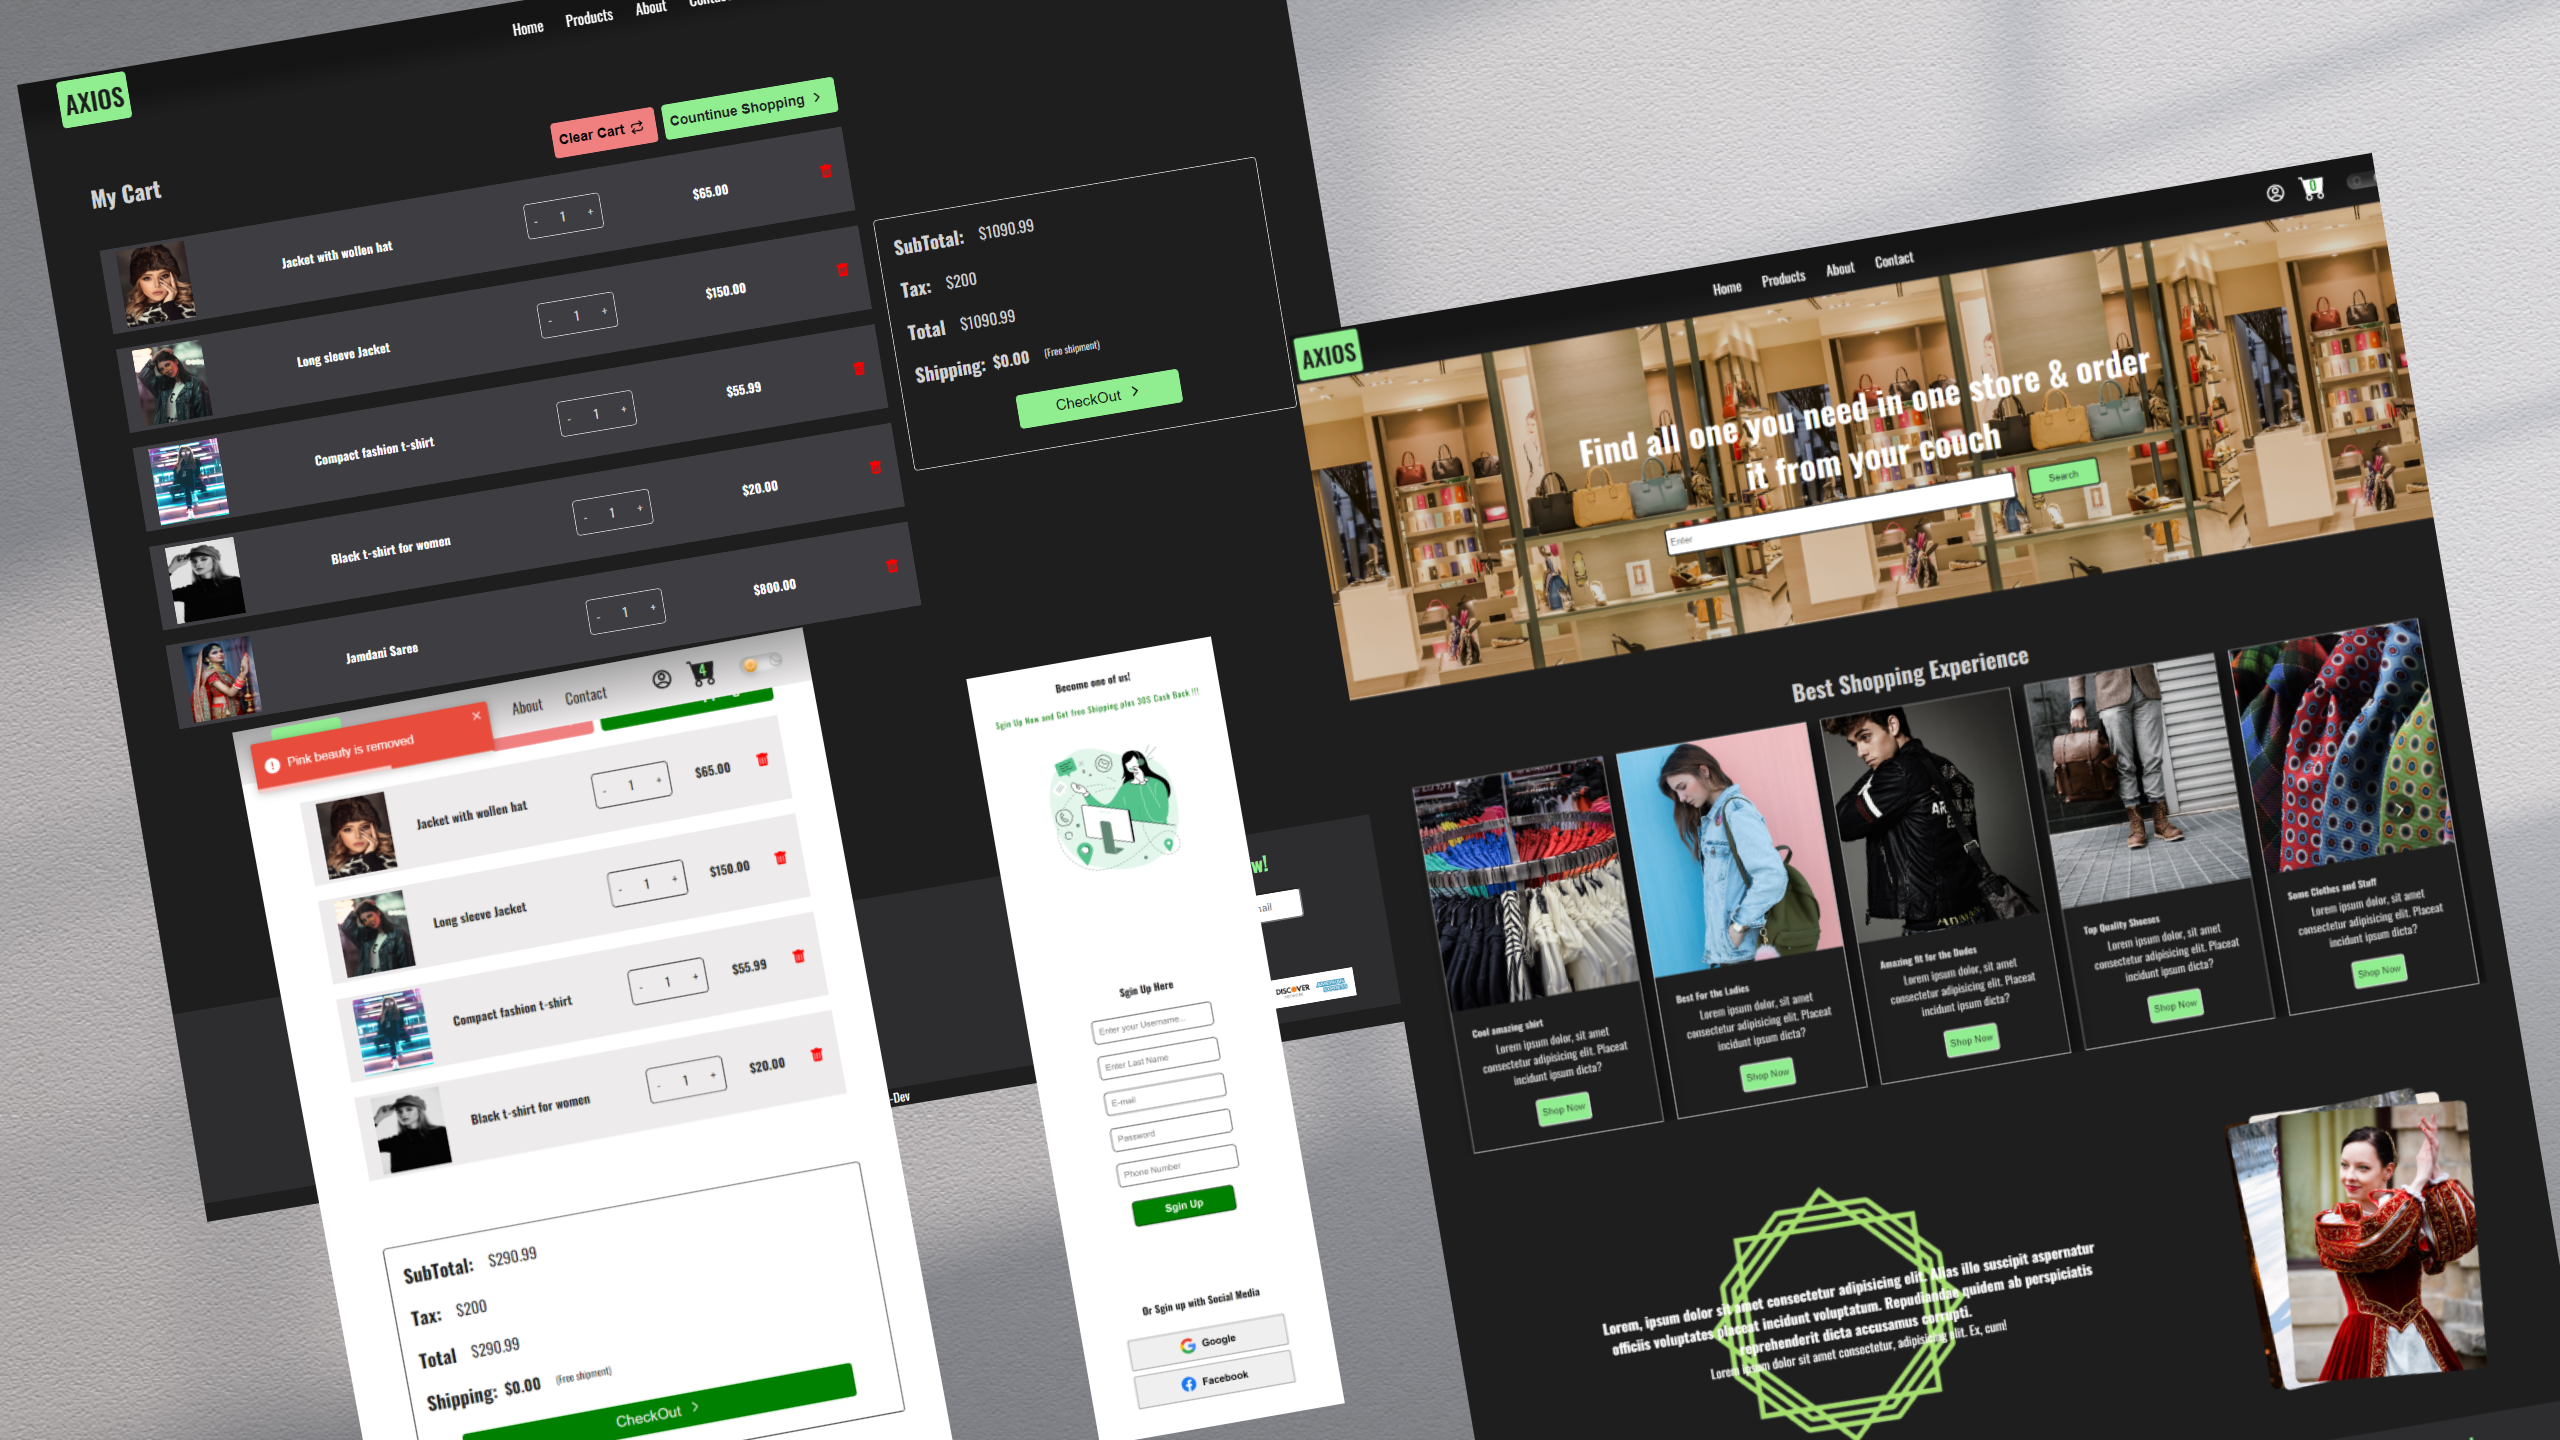 Home Products About
AXIOS
Clear Cart
Countinue Shopping
My Cart
Jacket with wollen hat
- 1 +
$65.00
Long sleeve Jacket
- 1 +
$150.00
Compact fashion t-shirt
- 1 +
$55.99
Black t-shirt for women
- 1 +
$20.00
Jamdani Saree
- 1 +
$800.00
SubTotal: $1090.99
Tax: $200
Total $1090.99
Shipping: $0.00 (Free shipment)
CheckOut
-Dev
DISCOVER
AMERICAN EXPRESS
About Contact
4
Pink beauty is removed
Jacket with wollen hat
- 1 +
$65.00
Long sleeve Jacket
- 1 +
$150.00
Compact fashion t-shirt
- 1 +
$55.99
Black t-shirt for women
- 1 +
$20.00
SubTotal: $290.99
Tax: $200
Total $290.99
Shipping: $0.00 (Free shipment)
CheckOut
Become one of us!
Sgin Up Now and Get free Shipping plus 30$ Cash Back !!!
Sgin Up Here
Enter your Username...
Enter Last Name
E-mail
Password
Phone Number
Sgin Up
Or Sgin up with Social Media
Google
Facebook
0
Home Products About Contact
AXIOS
Find all one you need in one store & order
it from your couch
Enter
Search
Best Shopping Experience
Cool amazing shirt
Lorem ipsum dolor, sit amet
consectetur adipisicing elit. Placeat
incidunt ipsum dicta?
Shop Now
Best For the Ladies
Lorem ipsum dolor, sit amet
consectetur adipisicing elit. Placeat
incidunt ipsum dicta?
Shop Now
Amazing fit for the Dudes
Lorem ipsum dolor, sit amet
consectetur adipisicing elit. Placeat
incidunt ipsum dicta?
Shop Now
Top Quality Shoeses
Lorem ipsum dolor, sit amet
consectetur adipisicing elit. Placeat
incidunt ipsum dicta?
Shop Now
Some Clothes and Stuff
Lorem ipsum dolor, sit amet
consectetur adipisicing elit. Placeat
incidunt ipsum dicta?
Shop Now
Lorem, ipsum dolor sit amet consectetur adipisicing elit. Alias illo suscipit aspernatur
officiis voluptates placeat incidunt voluptatum. Repudiandae quidem ab perspiciatis
reprehenderit dicta accusamus corrupti.
Lorem ipsum dolor sit amet consectetur, adipisicing elit. Ex, cum!